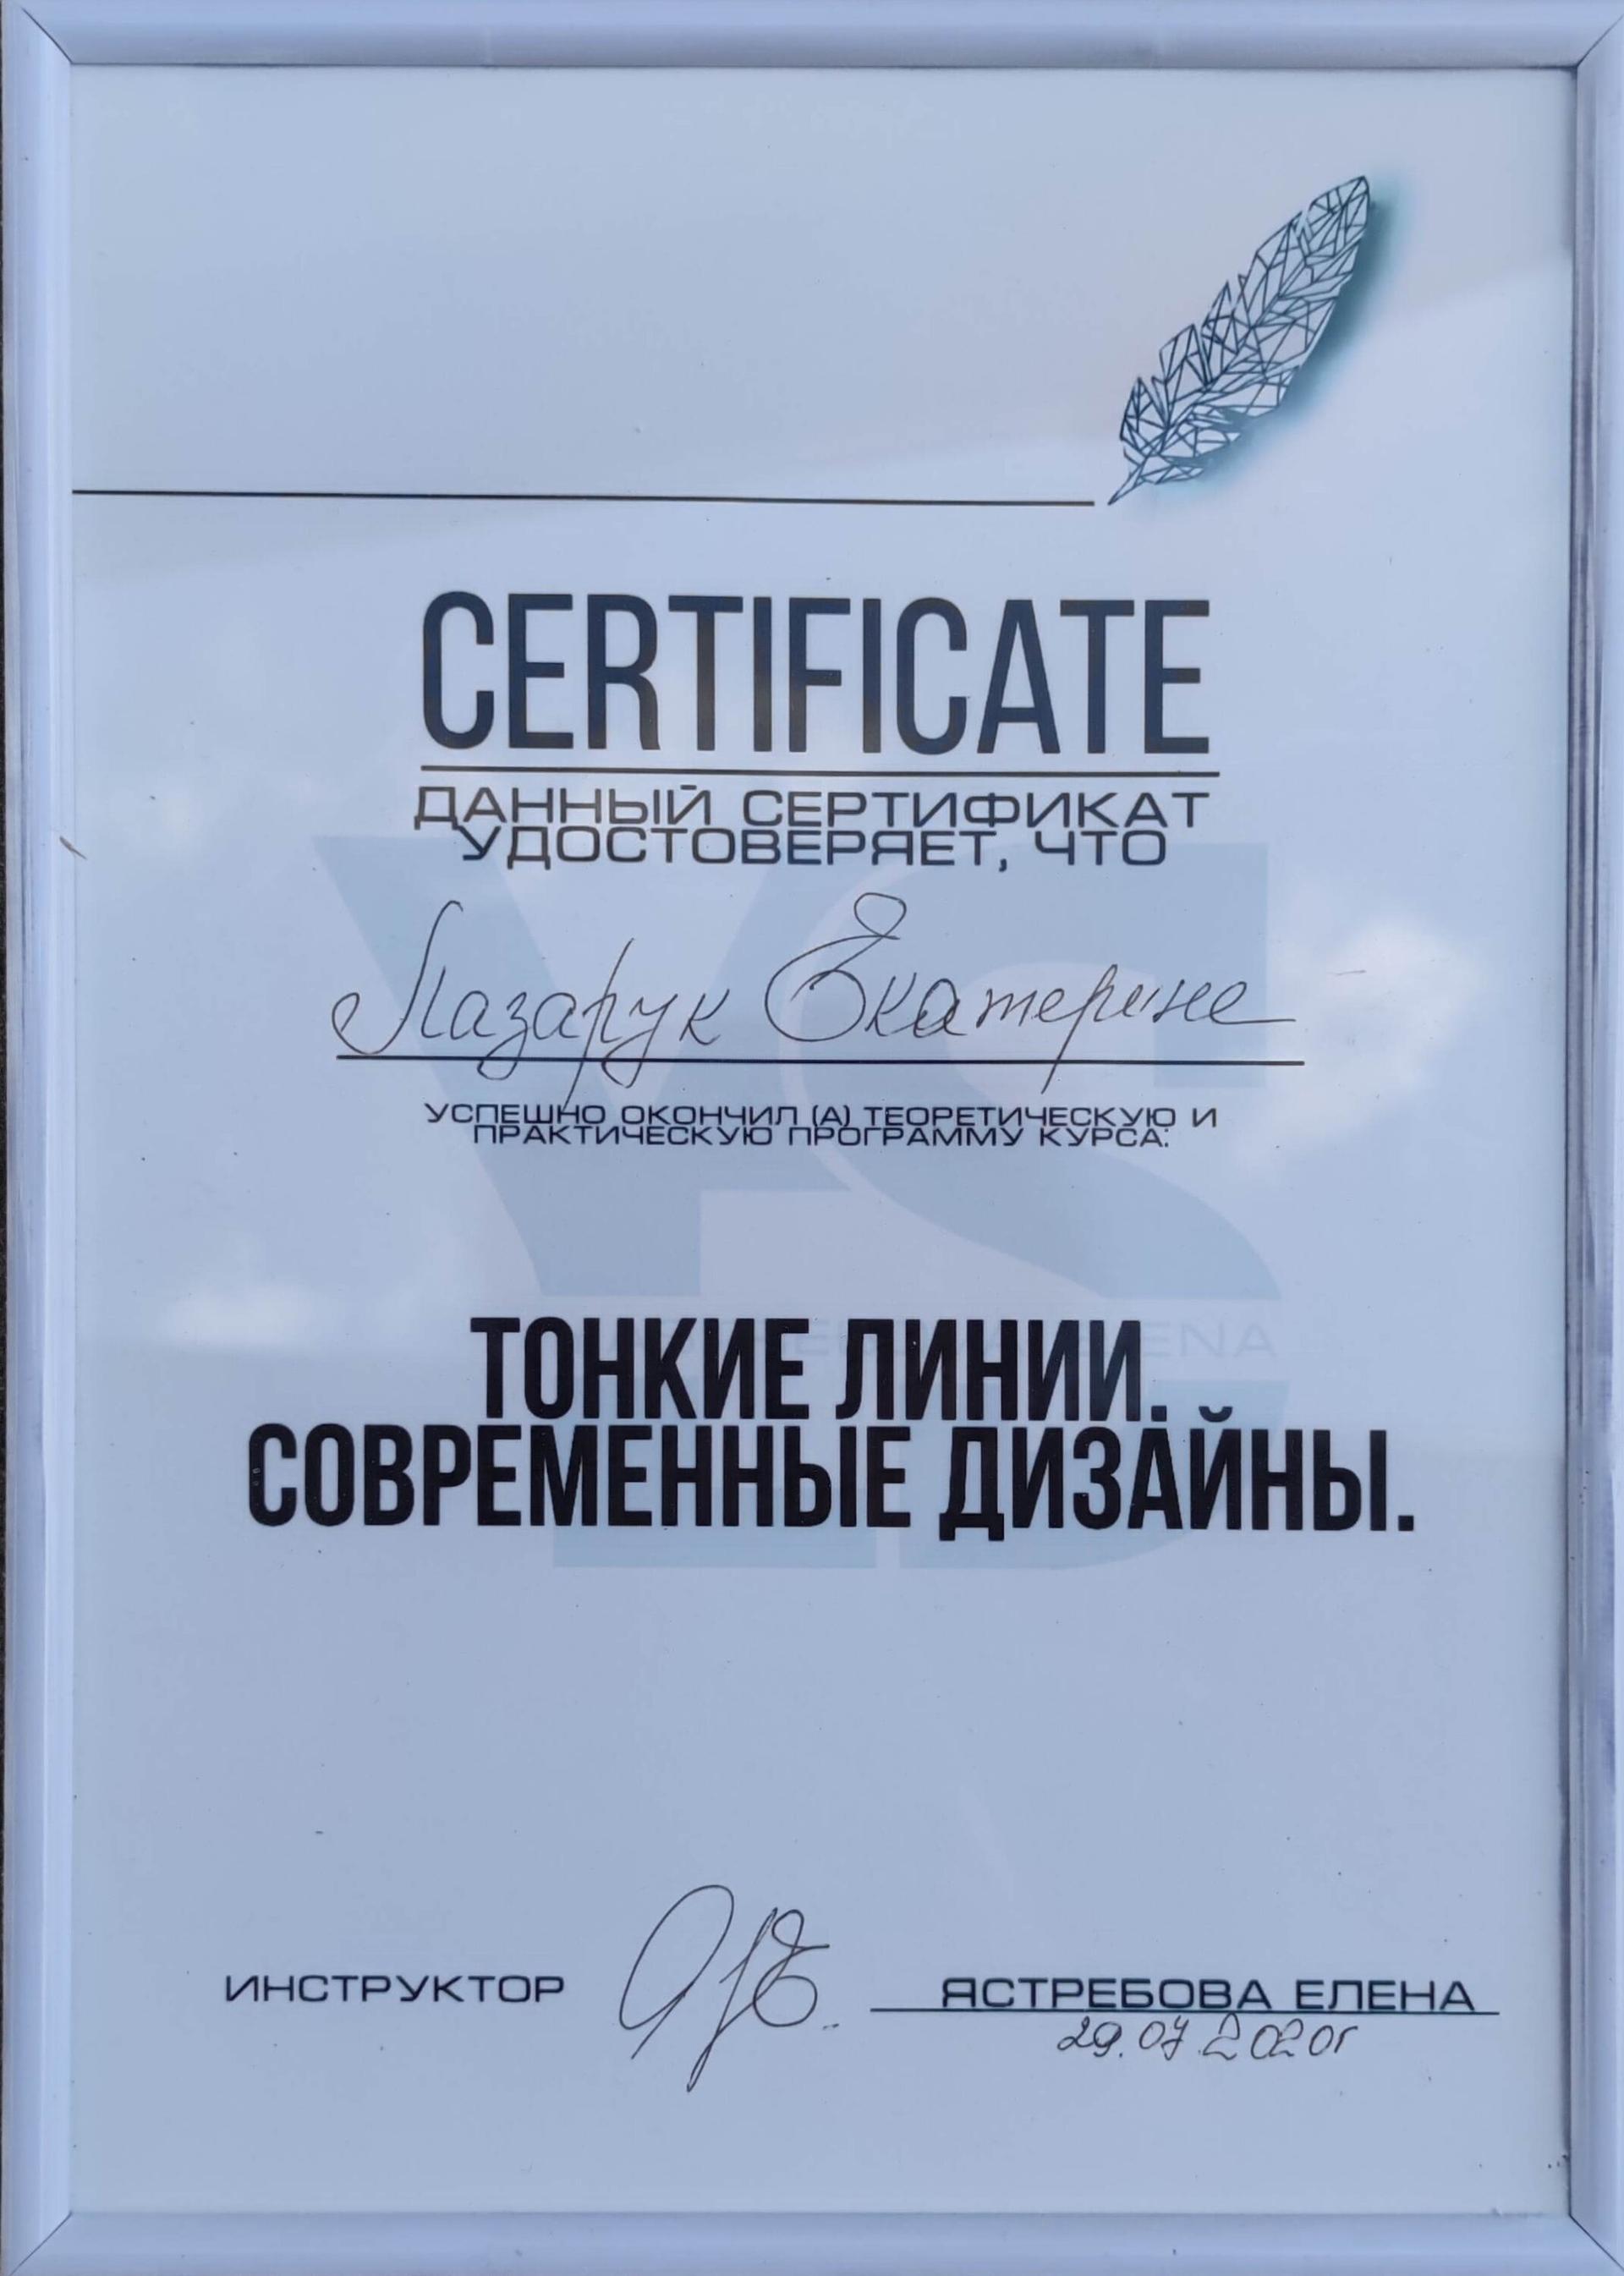 CERTIFICATE
ДАННЫЙ СЕРТИФИКАТ
УДОСТОВЕРЯЕТ, ЧТО
Лазарук Екатерине
УСПЕШНО ОКОНЧИЛ (А) ТЕОРЕТИЧЕСКУЮ И
ПРАКТИЧЕСКУЮ ПРОГРАММУ КУРСА:
ТОНКИЕ ЛИНИИ.
СОВРЕМЕННЫЕ ДИЗАЙНЫ.
ИНСТРУКТОР
ЯСТРЕБОВА ЕЛЕНА
29.07.2020г